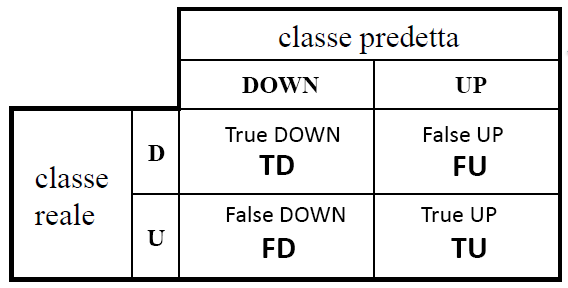 classe predetta
DOWN UP
classe reale
D
True DOWN
TD
False UP
FU
U
False DOWN
FD
True UP
TU